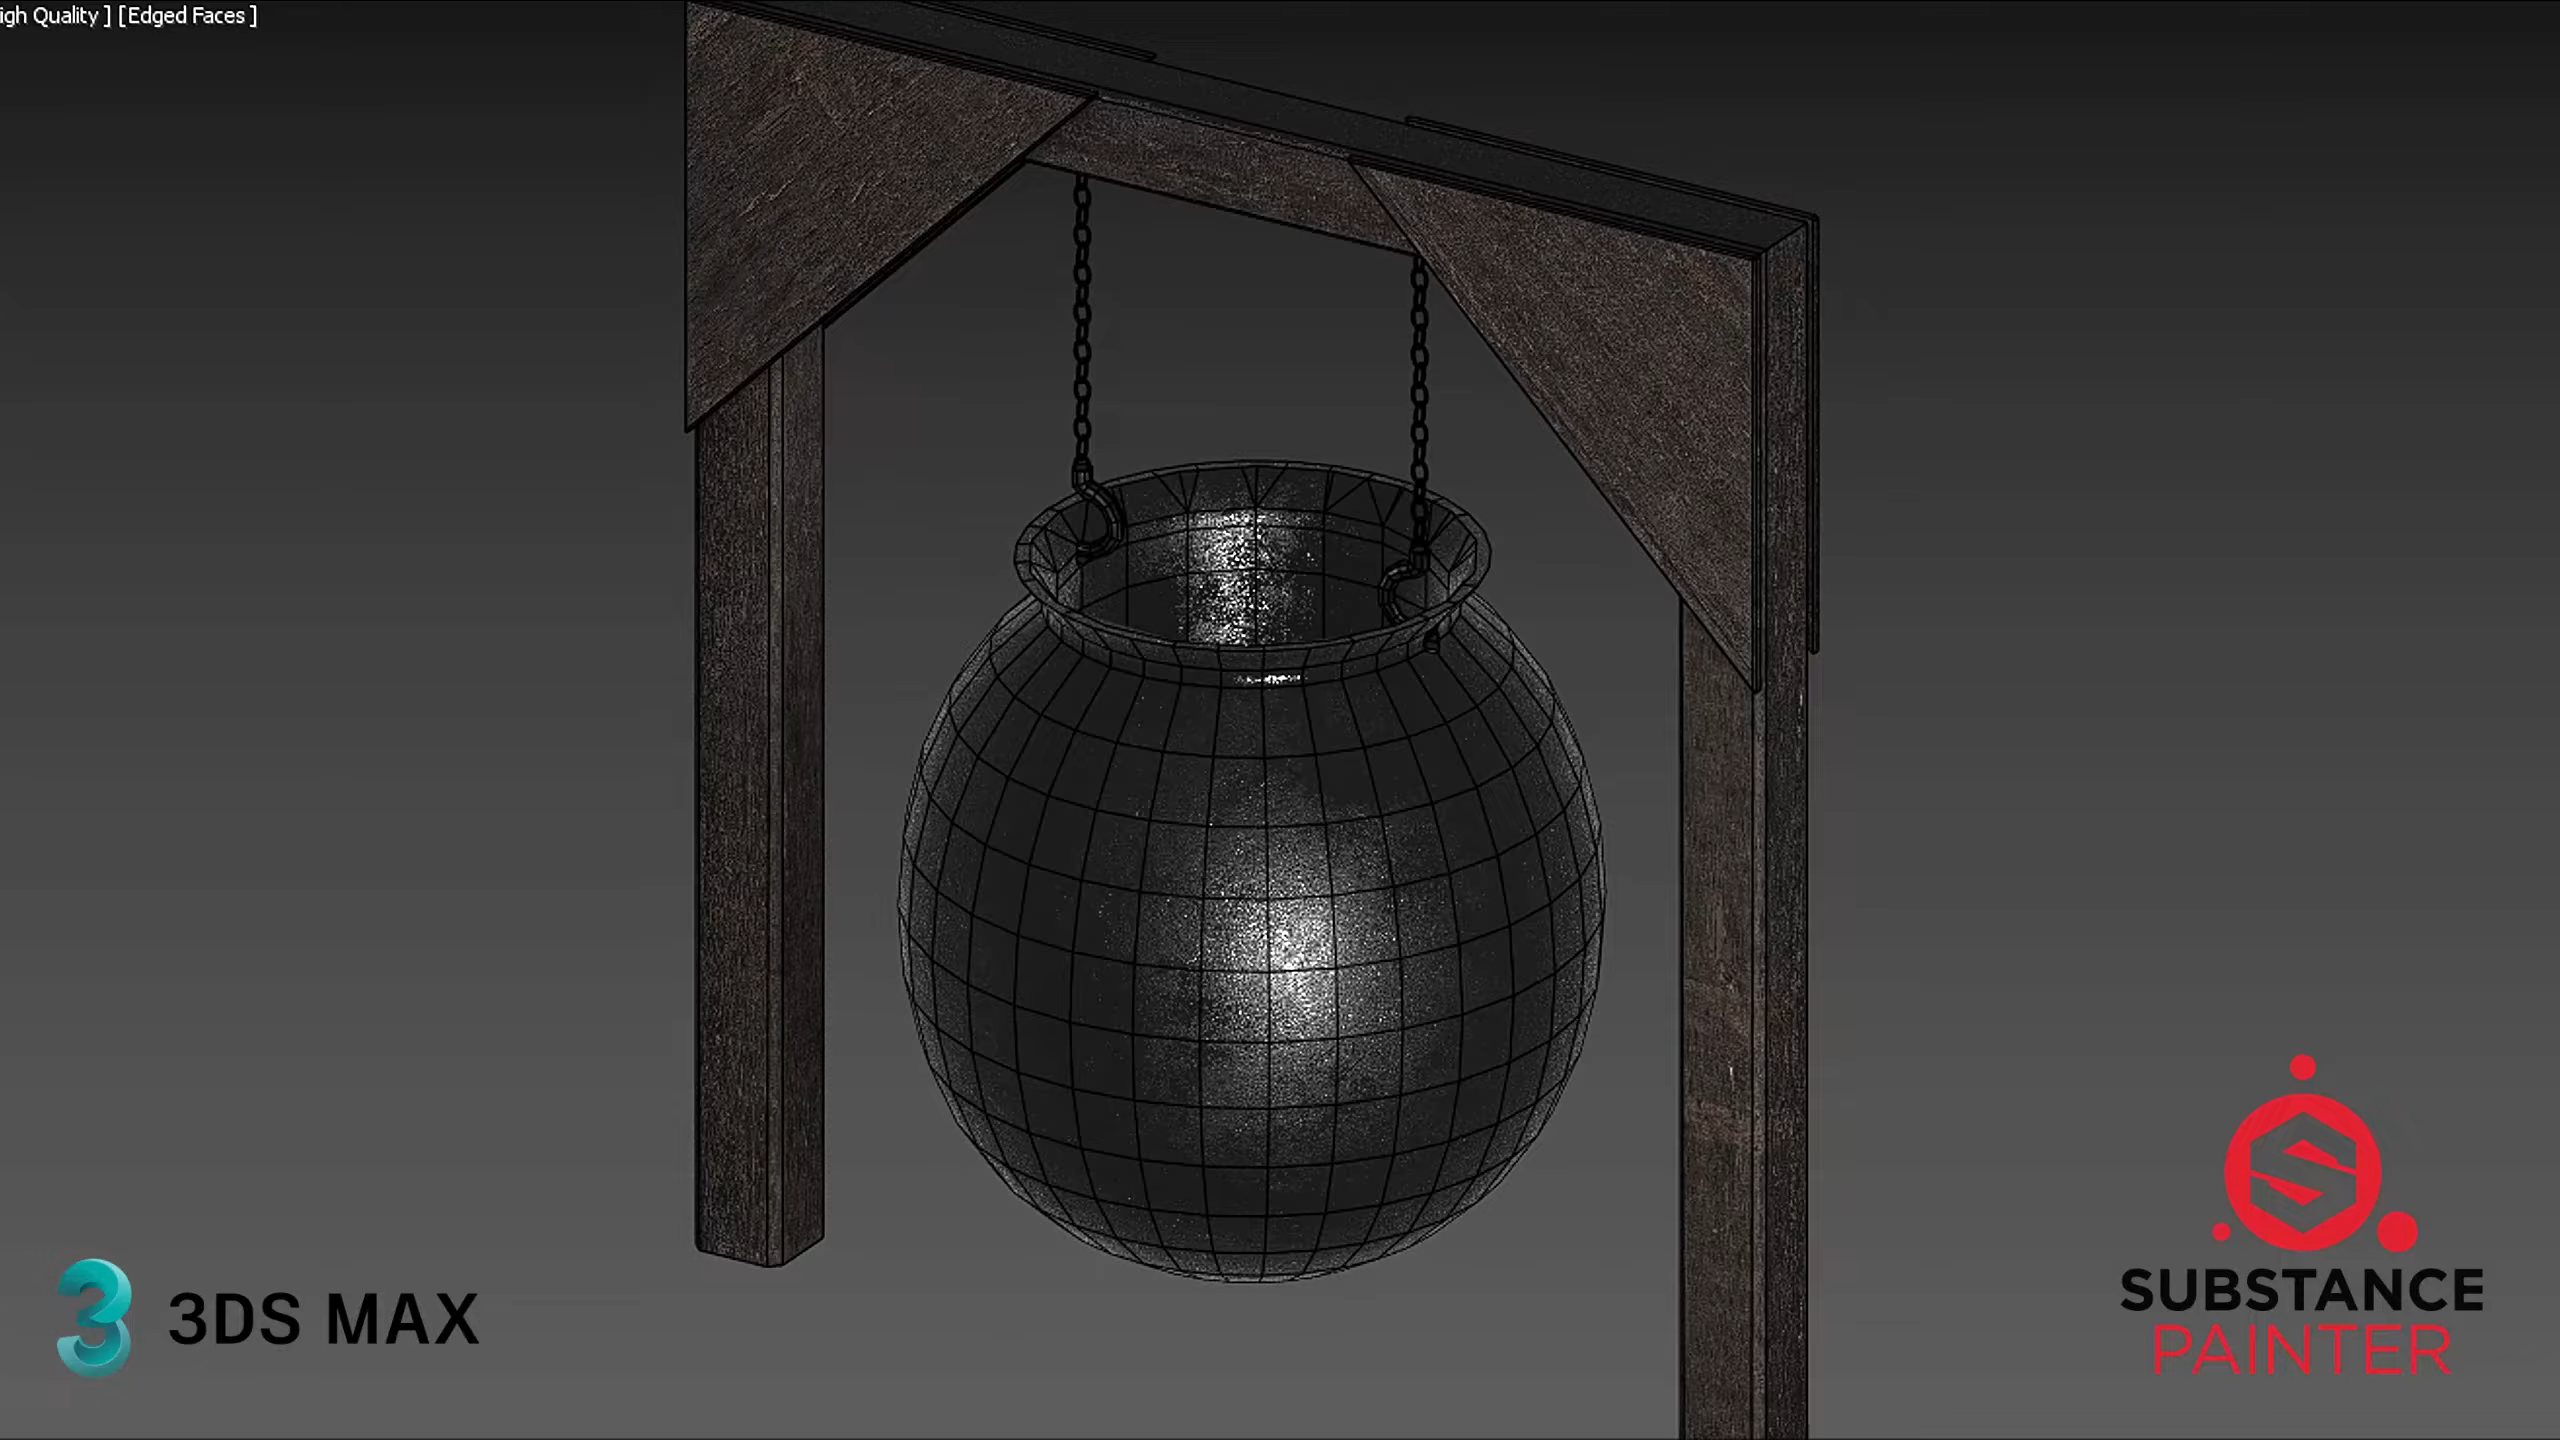 igh Quality ] [Edged Faces ]
3DS MAX
SUBSTANCE
PAINTER